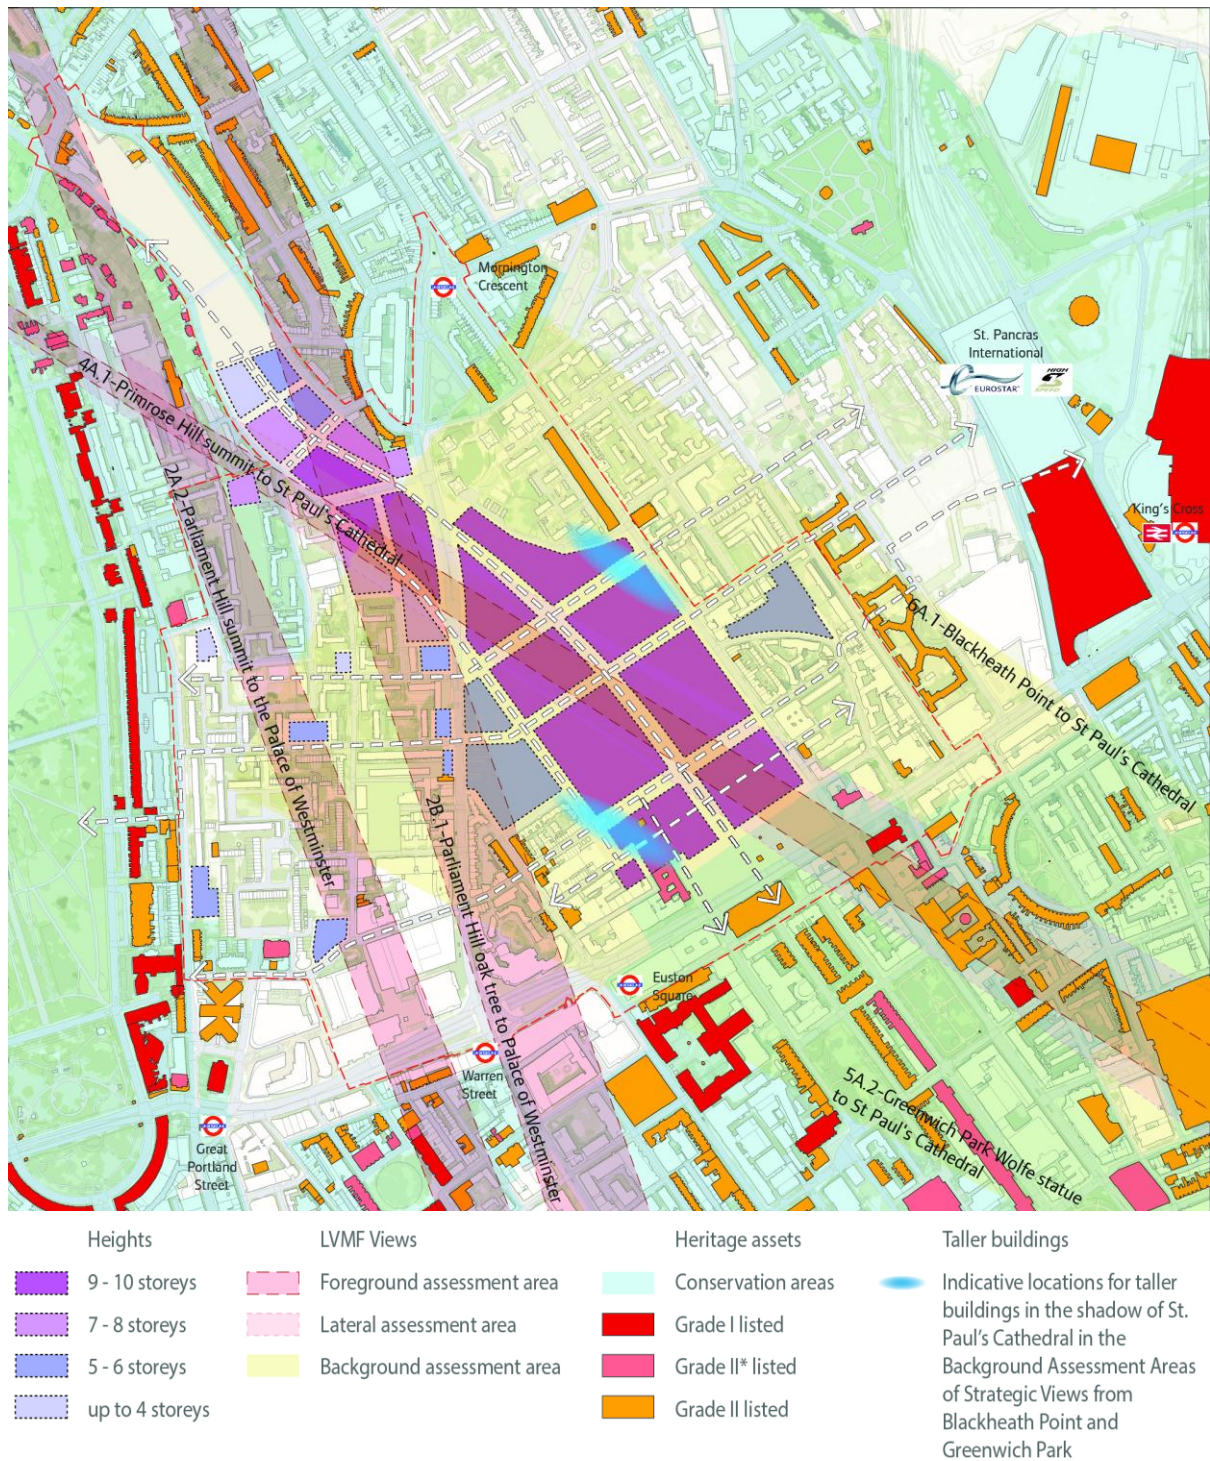 Mornington
Crescent
St. Pancras
International
EUROSTAR
HIGH
SPEED
King's Cross
4A.1-Primrose Hill summit to St Paul's Cathedral
2A.2-Parliament Hill summit to the Palace of Westminster
2B.1-Parliament Hill oak tree to Palace of Westminster
6A.1-Blackheath Point to St Paul's Cathedral
Euston
Square
Warren
Street
5A.2-Greenwich Park Wolfe statue
to St Paul's Cathedral
Great
Portland
Street
Heights
9 - 10 storeys
7 - 8 storeys
5 - 6 storeys
up to 4 storeys
LVMF Views
Foreground assessment area
Lateral assessment area
Background assessment area
Heritage assets
Conservation areas
Grade I listed
Grade II* listed
Grade II listed
Taller buildings
Indicative locations for taller
buildings in the shadow of St.
Paul's Cathedral in the
Background Assessment Areas
of Strategic Views from
Blackheath Point and
Greenwich Park